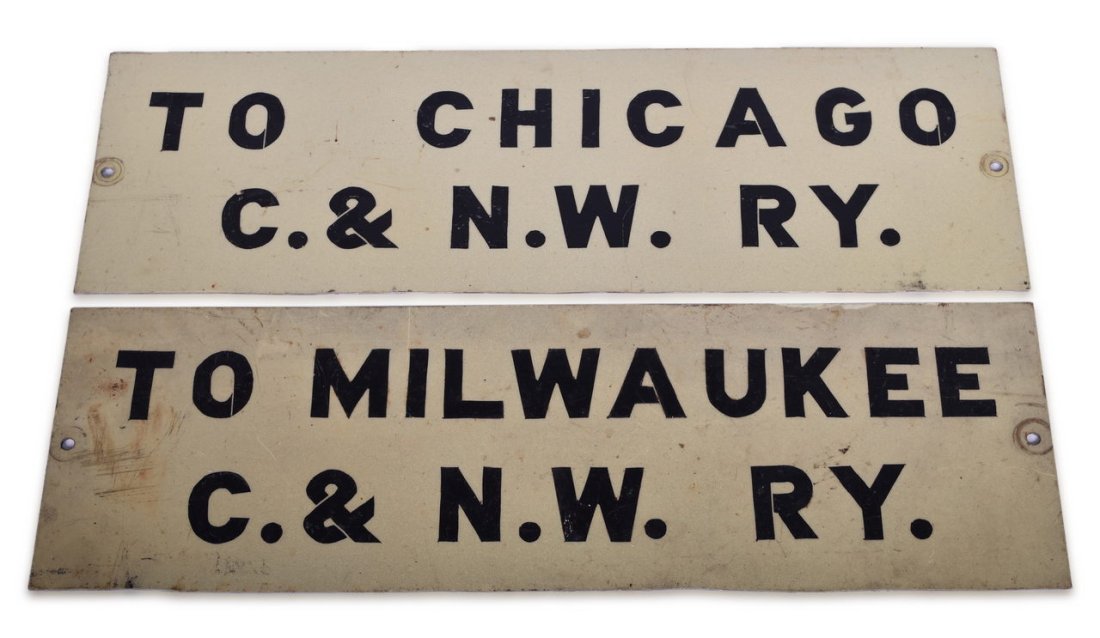 TO CHICAGO
C. & N.W. RY.
TO MILWAUKEE
C. & N.W. RY.